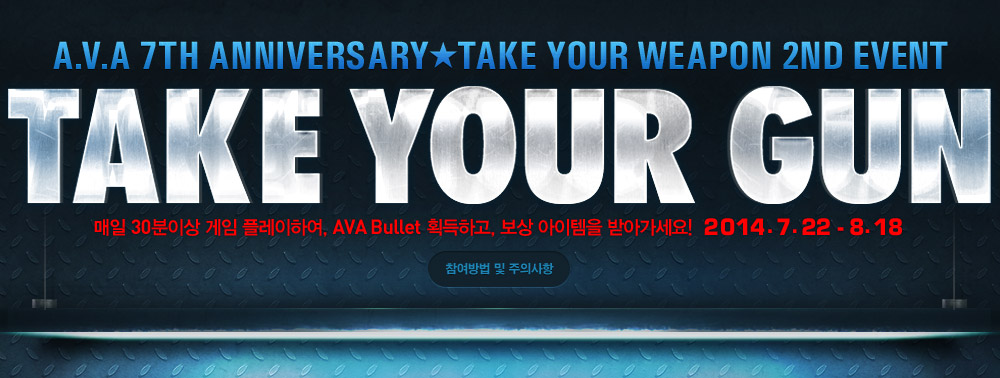 A.V.A 7TH ANNIVERSARY★TAKE YOUR WEAPON 2ND EVENT
TAKE YOUR GUN
매일 30분이상 게임 플레이하여, AVA Bullet 획득하고, 보상 아이템을 받아가세요! 2014.7.22 - 8.18
참여방법 및 주의사항